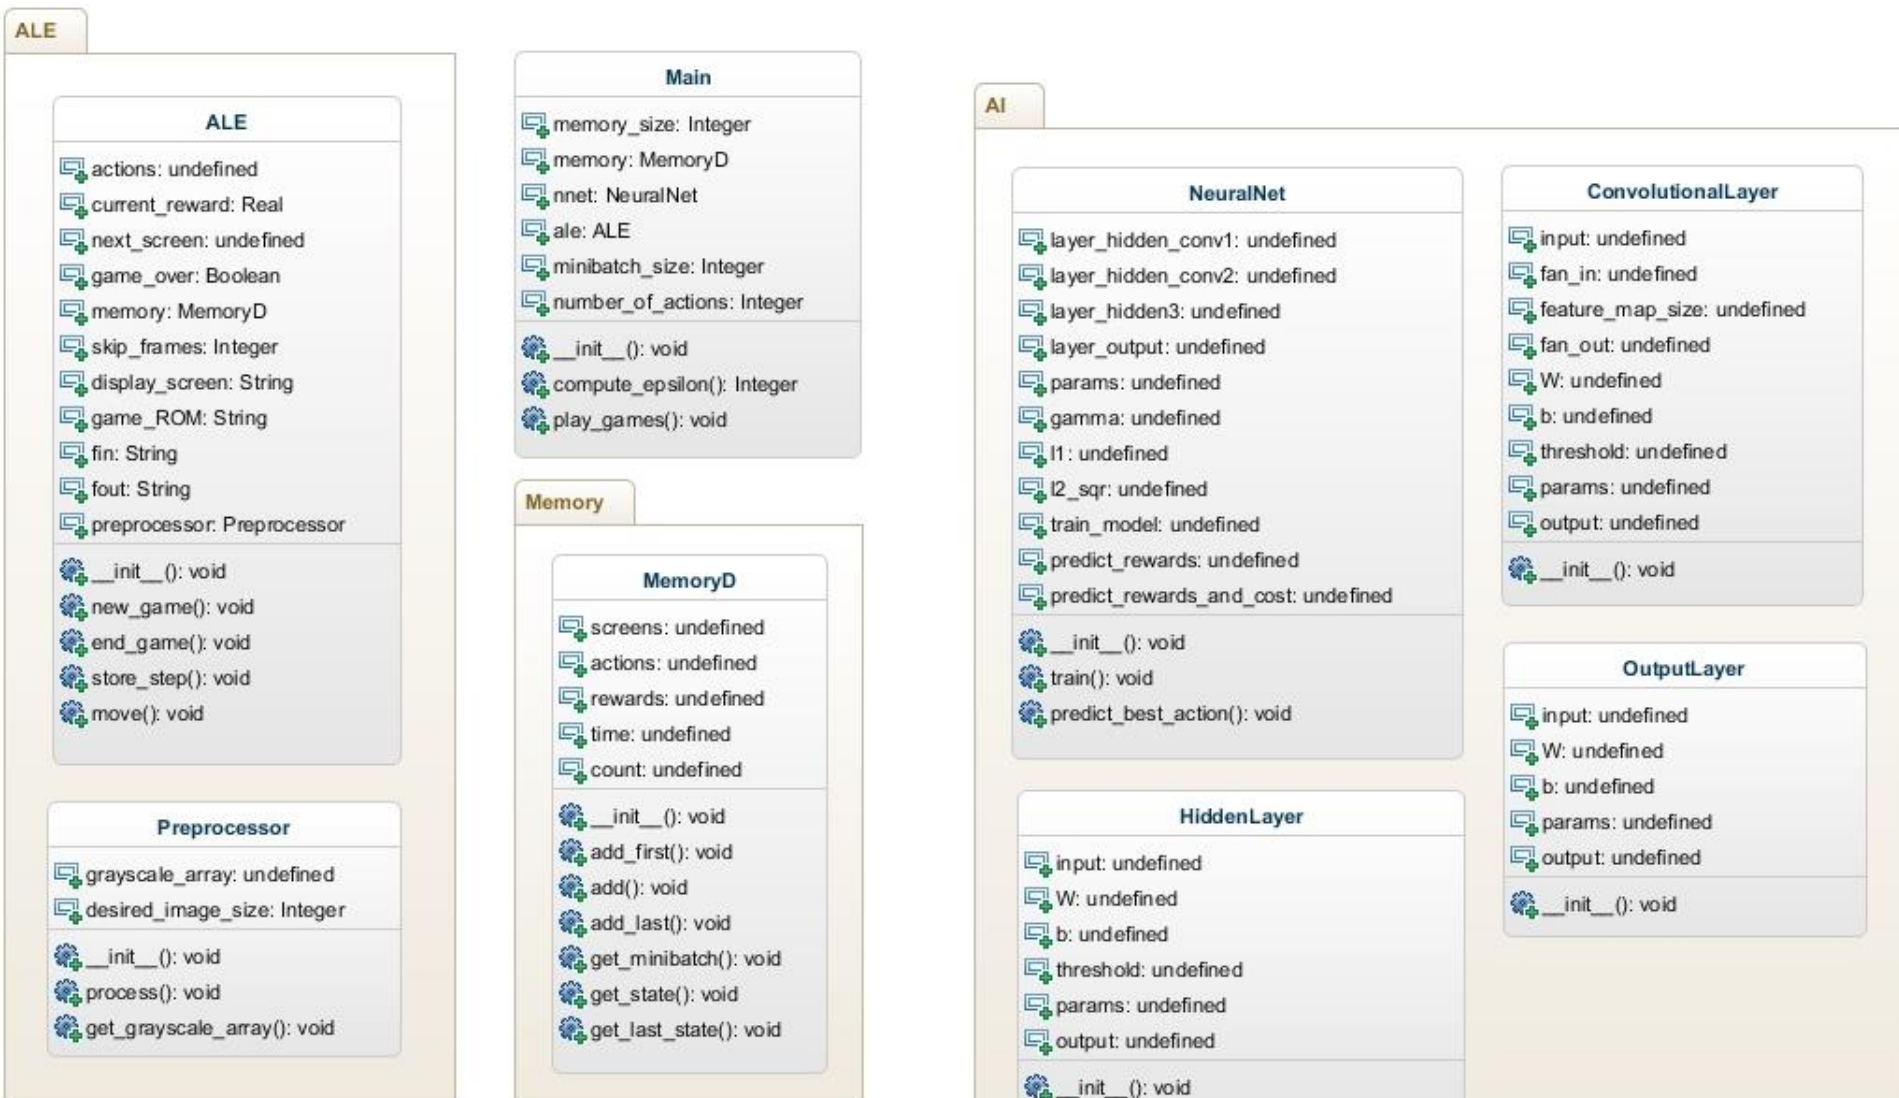 ALE
ALE
actions: undefined
current_reward: Real
next_screen: undefined
game_over: Boolean
memory: MemoryD
skip_frames: Integer
display_screen: String
game_ROM: String
fin: String
fout: String
preprocessor: Preprocessor
__init__(): void
new_game(): void
end_game(): void
store_step(): void
move(): void
Preprocessor
grayscale_array: undefined
desired_image_size: Integer
__init__(): void
process(): void
get_grayscale_array(): void
Main
memory_size: Integer
memory: MemoryD
nnet: NeuralNet
ale: ALE
minibatch_size: Integer
number_of_actions: Integer
__init__(): void
compute_epsilon(): Integer
play_games(): void
Memory
MemoryD
screens: undefined
actions: undefined
rewards: undefined
time: undefined
count: undefined
__init__(): void
add_first(): void
add(): void
add_last(): void
get_minibatch(): void
get_state(): void
get_last_state(): void
AI
NeuralNet
layer_hidden_conv1: undefined
layer_hidden_conv2: undefined
layer_hidden3: undefined
layer_output: undefined
params: undefined
gamma: undefined
l1: undefined
l2_sqr: undefined
train_model: undefined
predict_rewards: undefined
predict_rewards_and_cost: undefined
__init__(): void
train(): void
predict_best_action(): void
HiddenLayer
input: undefined
W: undefined
b: undefined
threshold: undefined
params: undefined
output: undefined
__init__(): void
ConvolutionalLayer
input: undefined
fan_in: undefined
feature_map_size: undefined
fan_out: undefined
W: undefined
b: undefined
threshold: undefined
params: undefined
output: undefined
__init__(): void
OutputLayer
input: undefined
W: undefined
b: undefined
params: undefined
output: undefined
__init__(): void